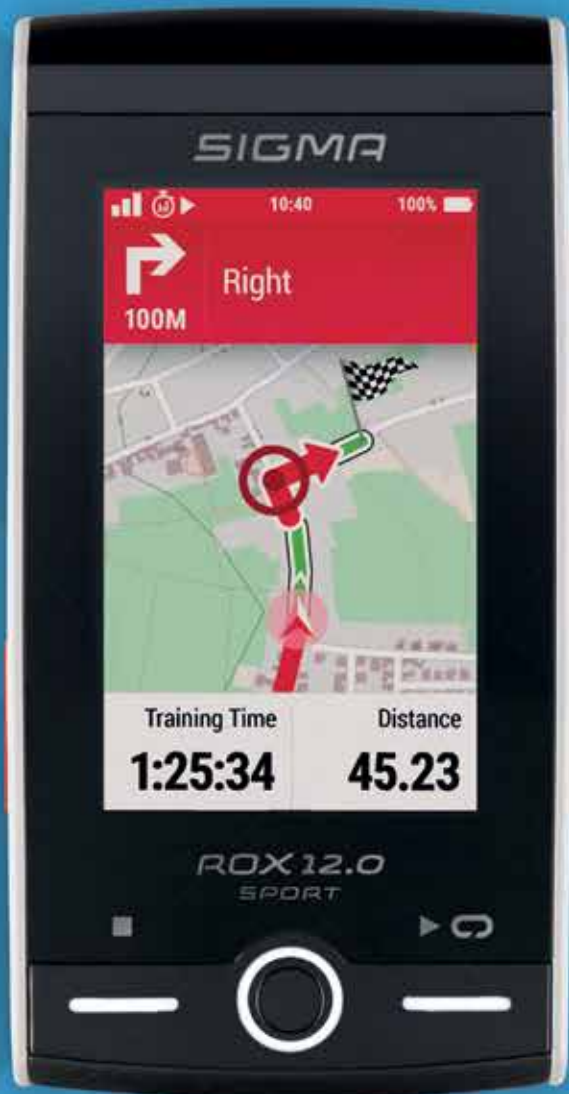 SIGMA
10:40 100%
Right
100M
Training Time Distance
1:25:34 45.23
ROX 12.0
SPORT